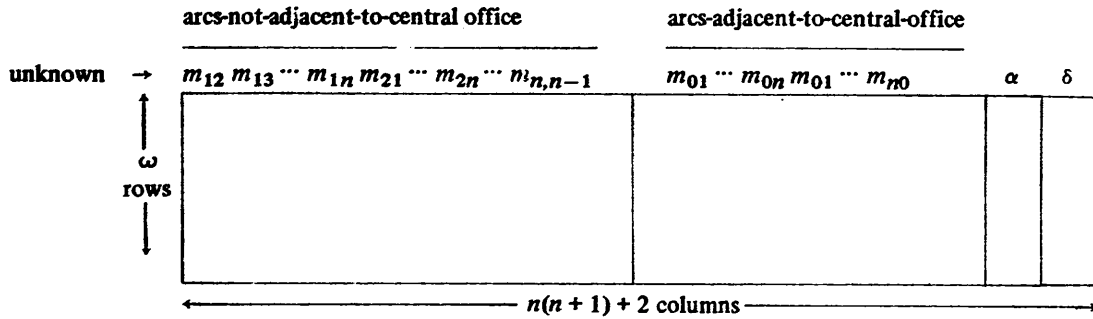 arcs-not-adjacent-to-central office arcs-adjacent-to-central-office
unknown → m12 m13 ··· m1n m21 ··· m2n ··· mn,n−1 m01 ··· m0n m01 ··· mn0 α δ
ω
rows
n(n + 1) + 2 columns